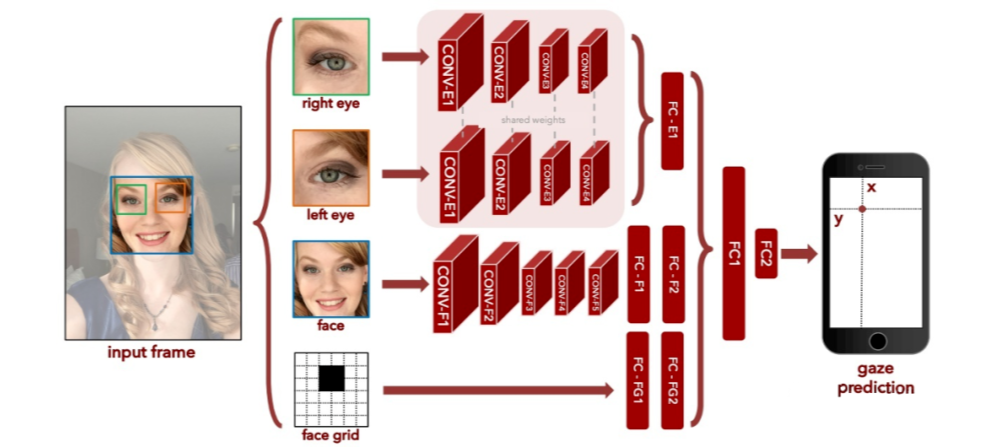 right eye
CONV-E1
CONV-E2
CONV-E3
CONV-E4
shared weights
left eye
CONV-E1
CONV-E2
CONV-E3
CONV-E4
FC - E1
input frame
face
CONV-F1
CONV-F2
CONV-F3
CONV-F4
CONV-F5
FC - F1
FC - F2
face grid
FC - FG1
FC - FG2
FC1
FC2
x
y
gaze
prediction